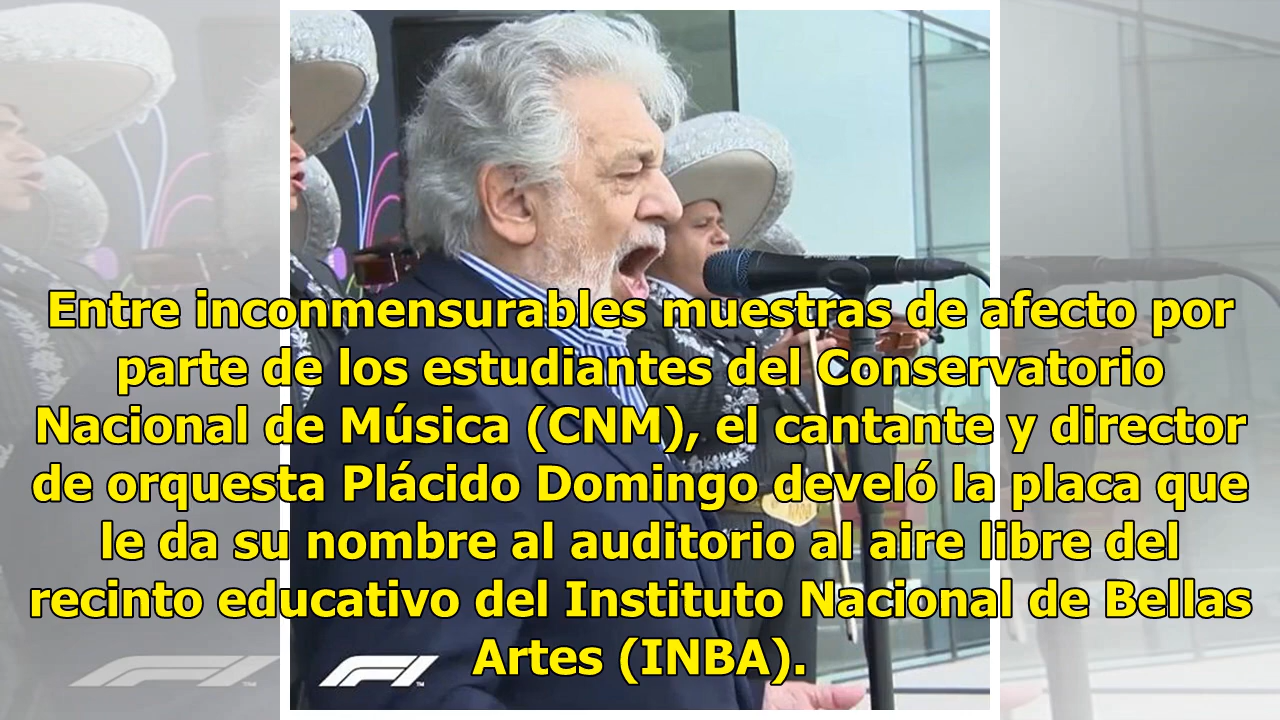 Entre inconmensurables muestras de afecto por
parte de los estudiantes del Conservatorio
Nacional de Música (CNM), el cantante y director
de orquesta Plácido Domingo develó la placa que
le da su nombre al auditorio al aire libre del
recinto educativo del Instituto Nacional de Bellas
Artes (INBA).
F1
F1